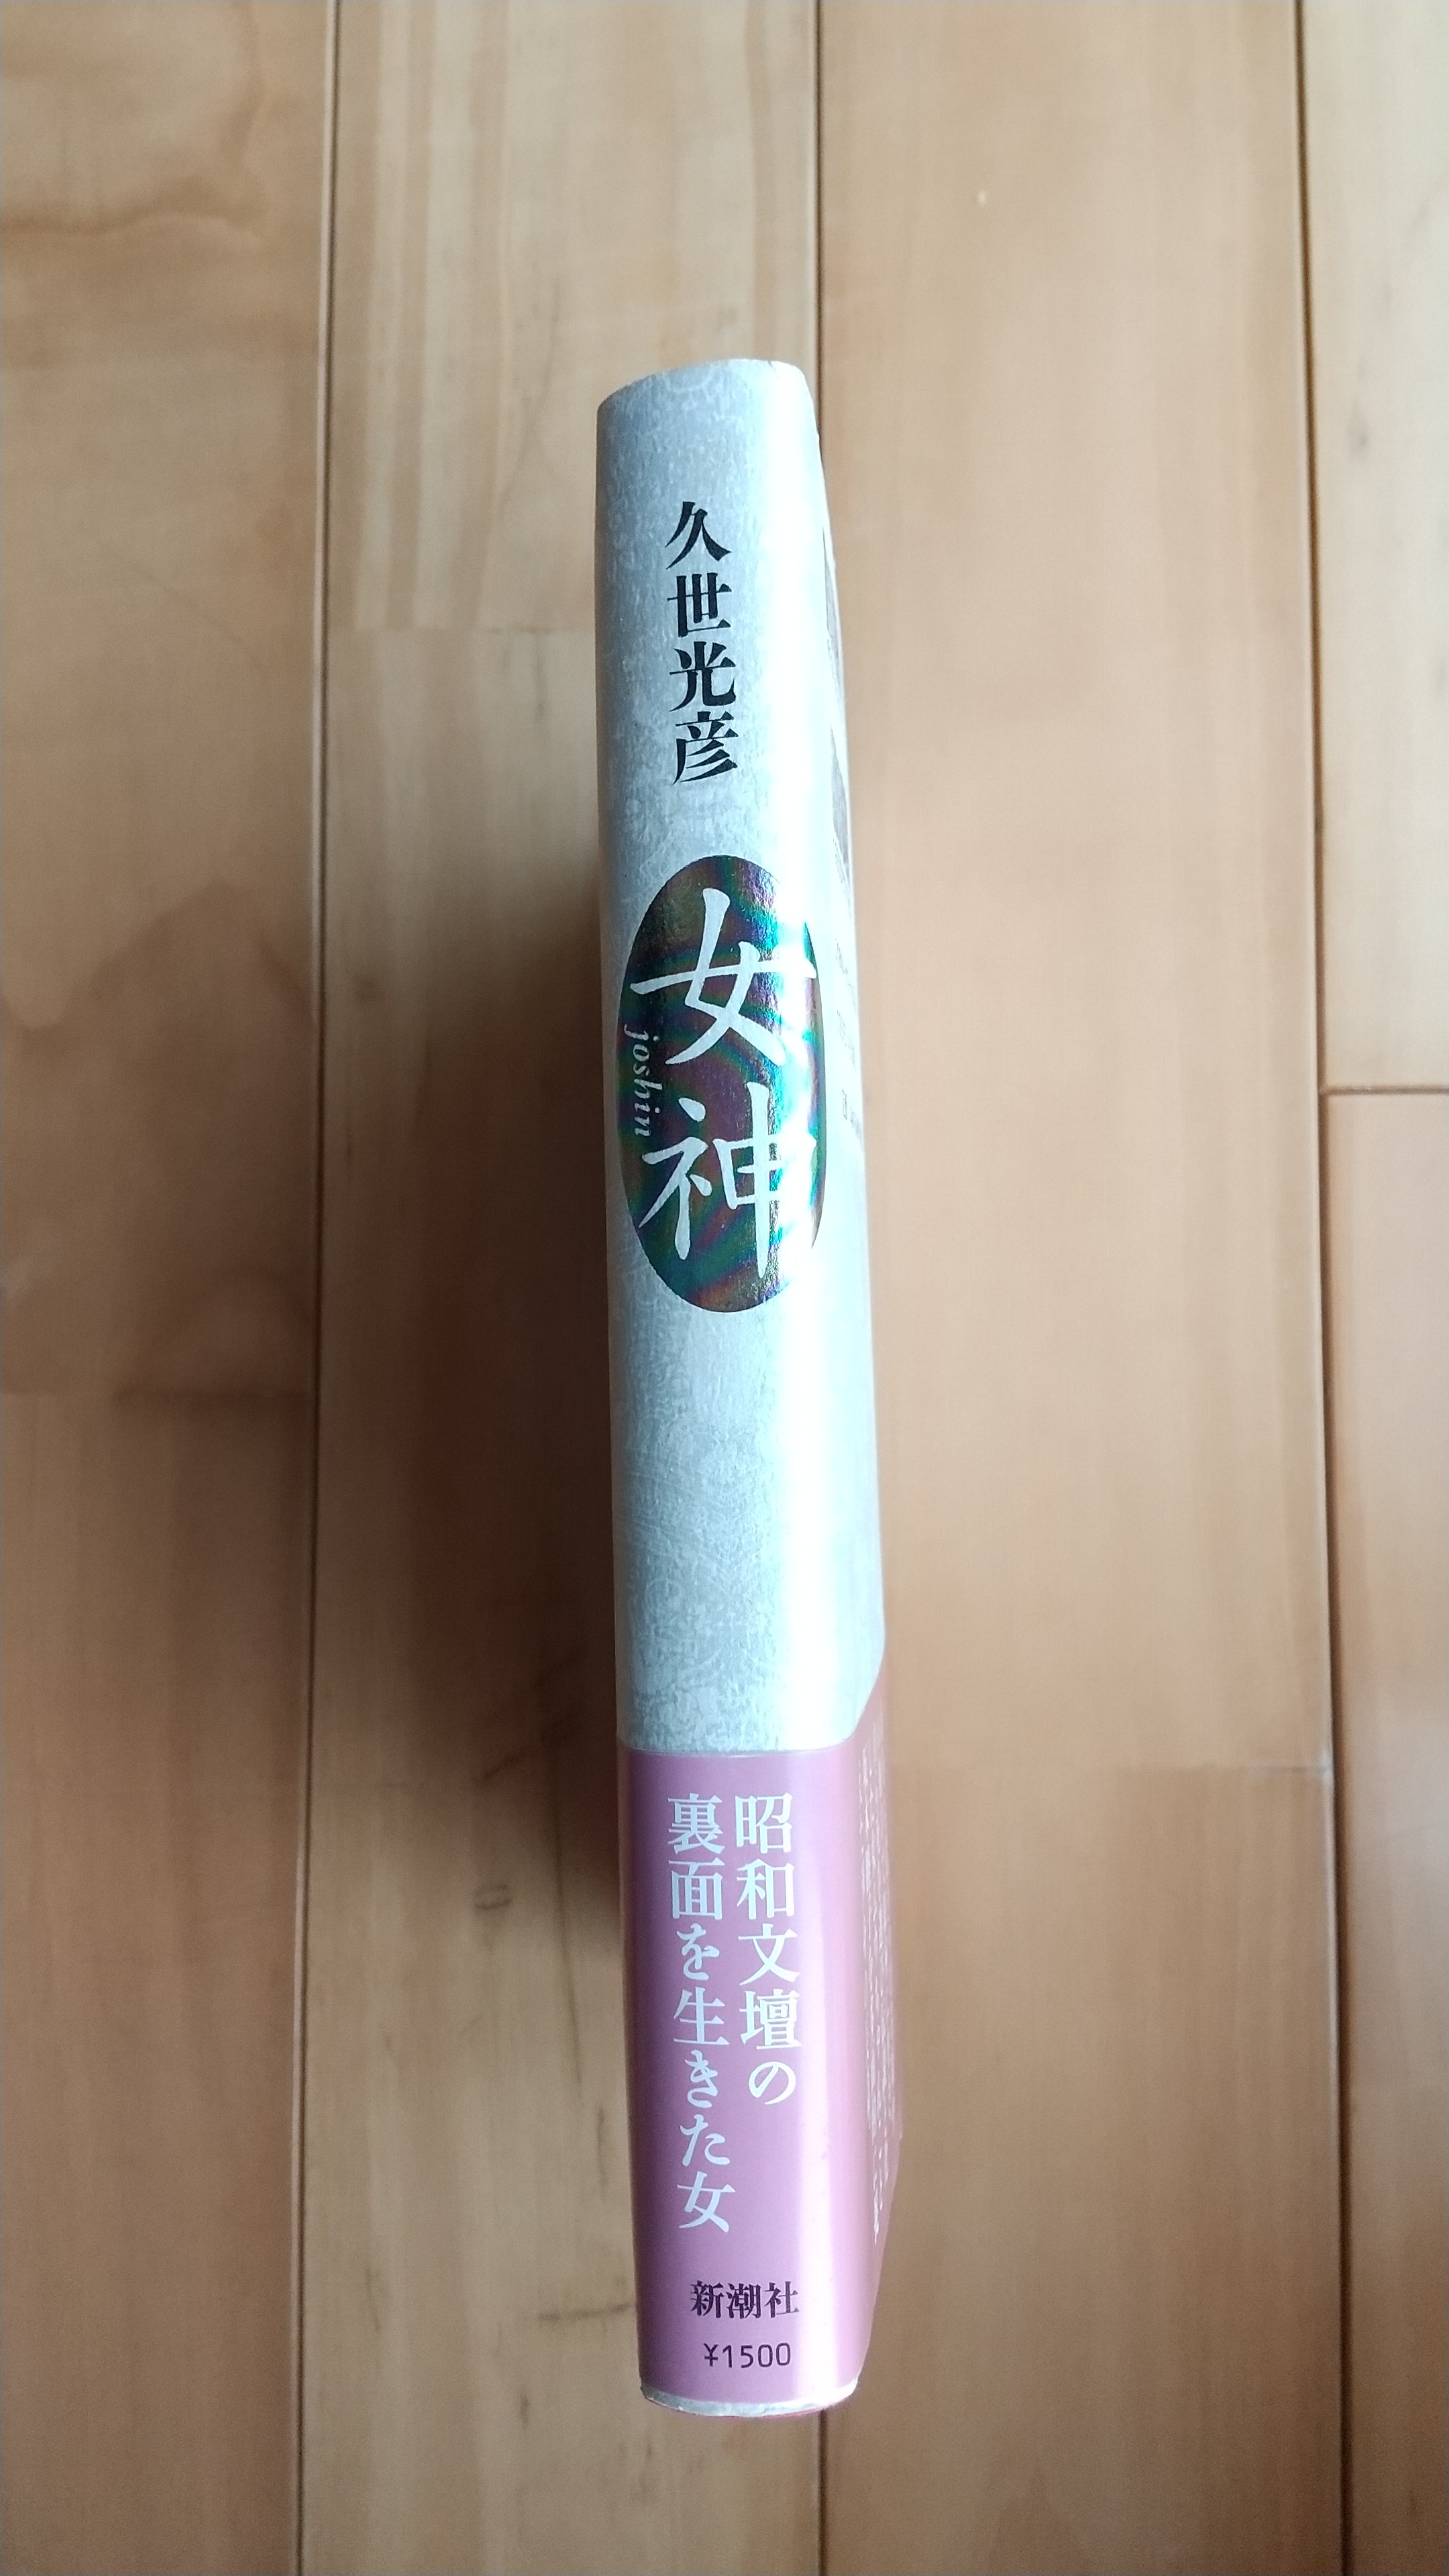 久世光彦
女神
joshin
昭和文壇の
裏面を生きた女
新潮社
¥1500